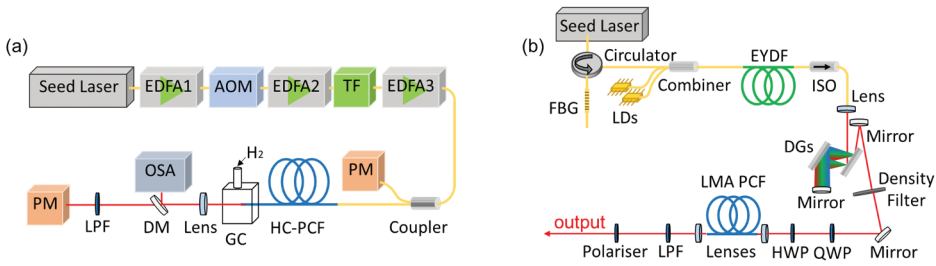 (a)
Seed Laser
EDFA1
AOM
EDFA2
TF
EDFA3
H2
OSA
PM
PM
LPF
DM
Lens
GC
HC-PCF
Coupler
(b)
Seed Laser
Circulator
EYDF
FBG
LDs
Combiner
ISO
Lens
Mirror
DGs
Mirror
Density
Filter
LMA PCF
output
Polariser
LPF
Lenses
HWP
QWP
Mirror